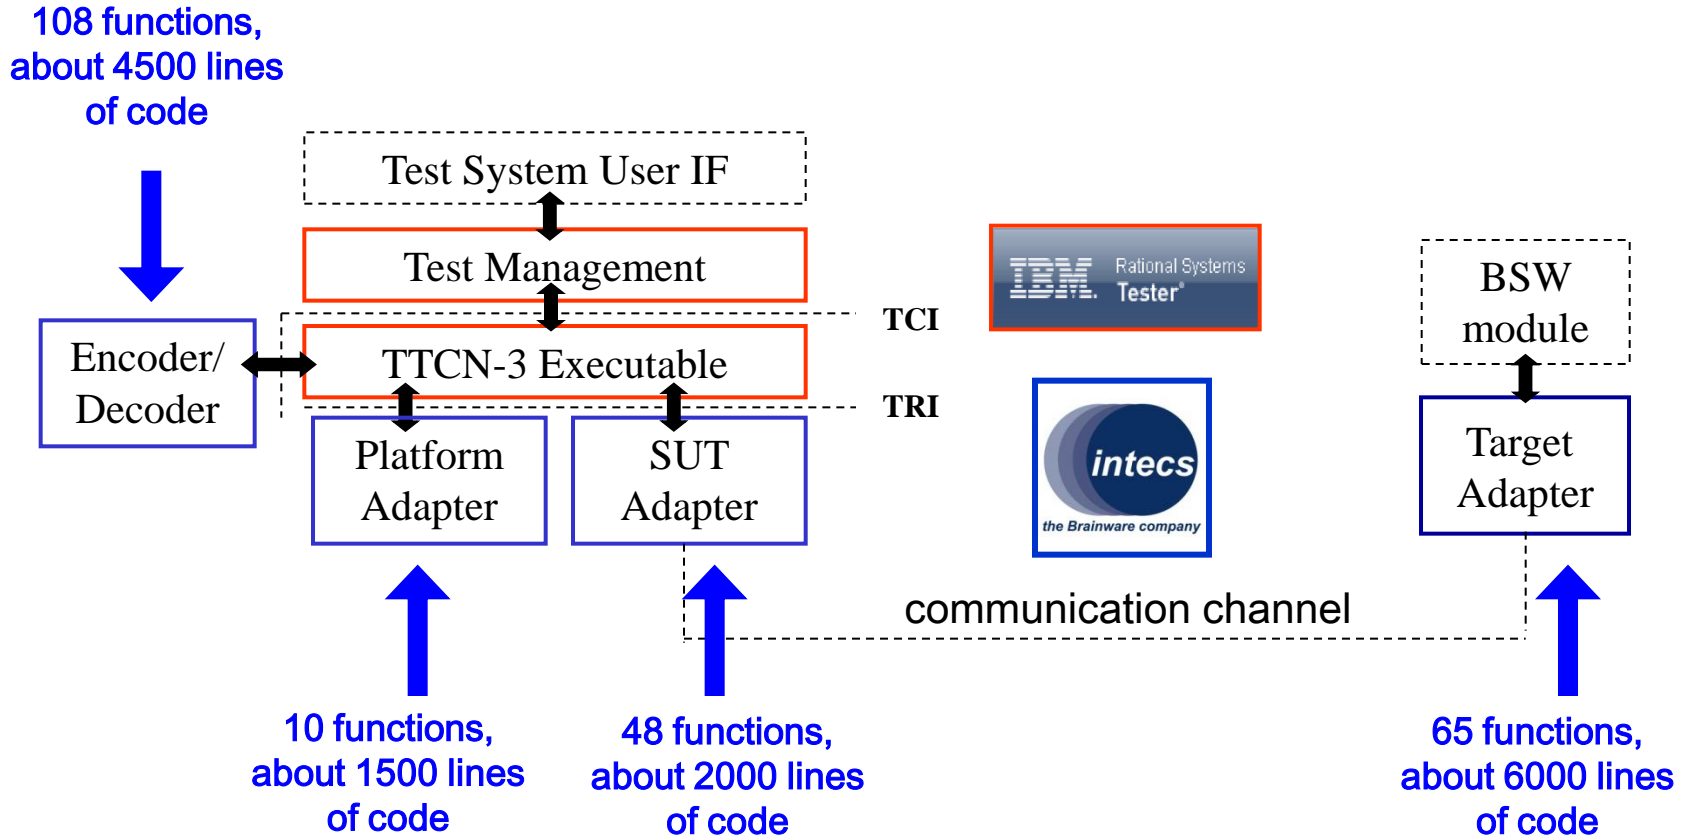 108 functions,
about 4500 lines
of code
Test System User IF
Test Management
IBM. Rational Systems
Tester®
BSW
module
TCI
Encoder/
Decoder
TTCN-3 Executable
TRI
Platform
Adapter
SUT
Adapter
intecs
the Brainware company
Target
Adapter
communication channel
10 functions,
about 1500 lines
of code
48 functions,
about 2000 lines
of code
65 functions,
about 6000 lines
of code